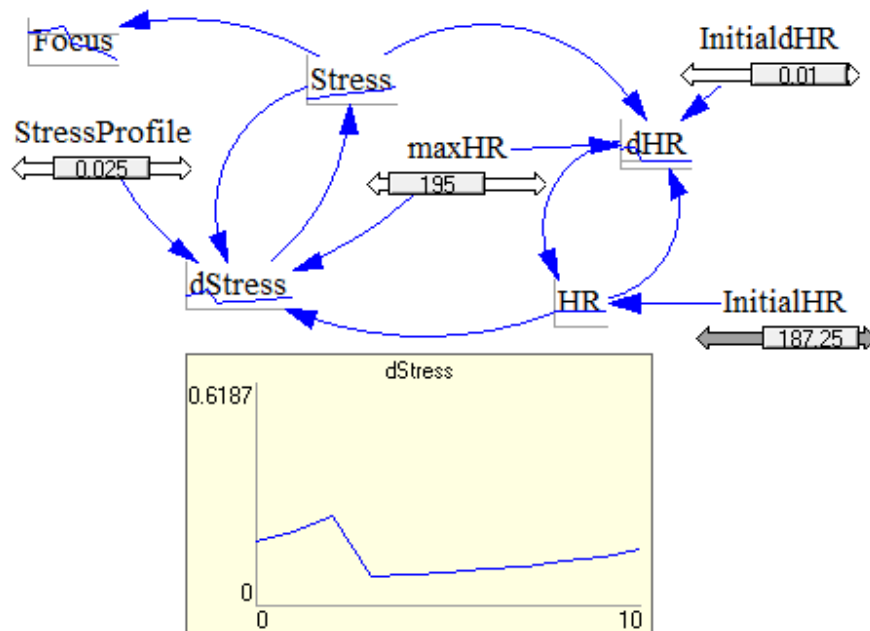 Focus
InitialdHR
0.01
Stress
StressProfile
0.025
maxHR
195
dHR
dStress
HR
InitialHR
187.25
dStress
0.6187
0
0
10